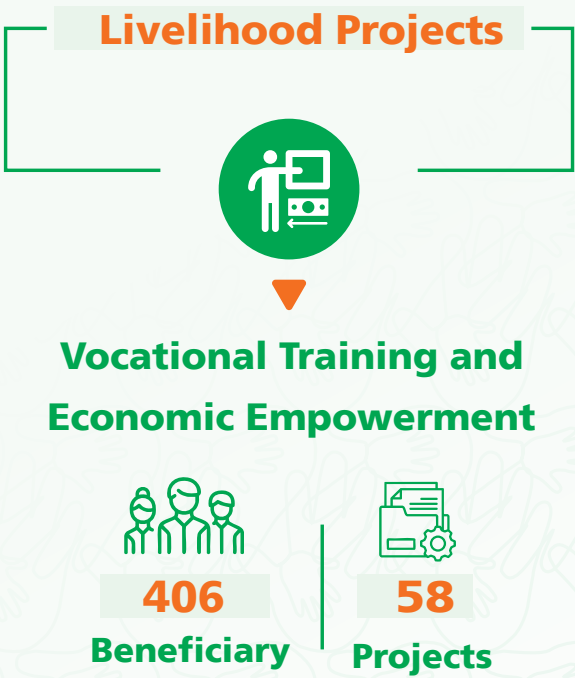 Livelihood Projects
Vocational Training and
Economic Empowerment
406
Beneficiary
58
Projects